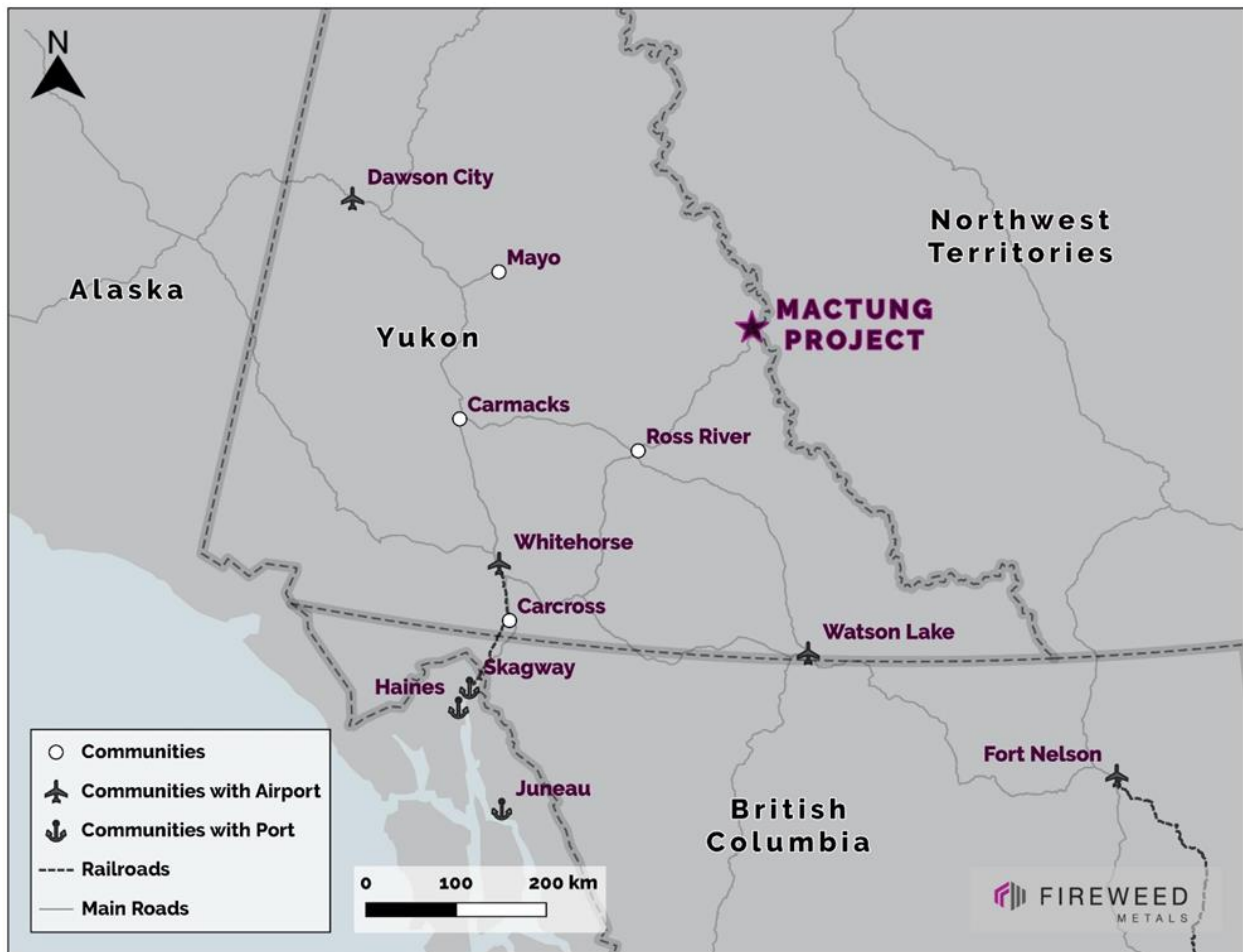 N
Dawson City
Mayo
Northwest
Territories
Alaska
MACTUNG
PROJECT
Yukon
Carmacks
Ross River
Whitehorse
Carcross
Watson Lake
Skagway
Haines
Fort Nelson
Juneau
British
Columbia
Communities
Communities with Airport
Communities with Port
Railroads
Main Roads
0 100 200 km
FIREWEED
METALS